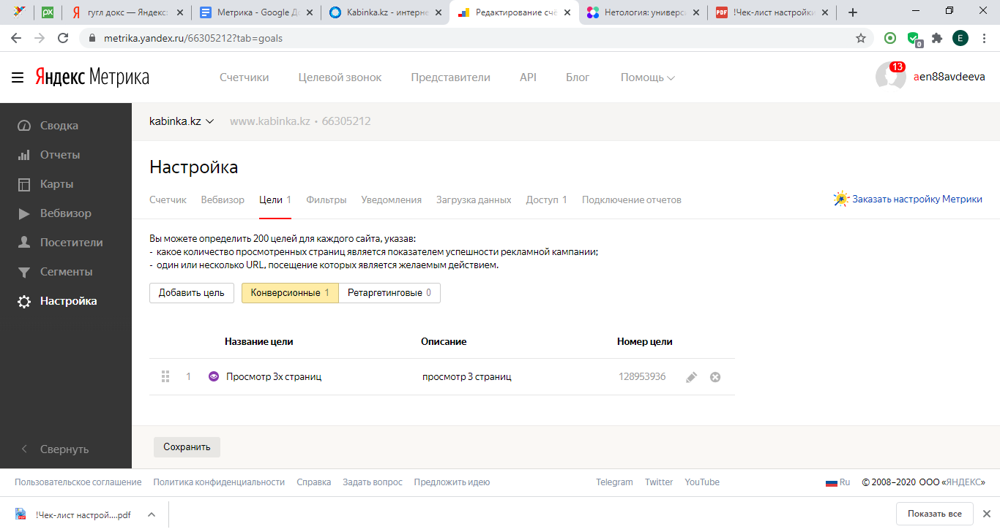 гугл докс — Яндекс:
Метрика - Google До
Kabinka.kz - интерне
Редактирование счё
Нетология: универс
!Чек-лист настройки
metrika.yandex.ru/66305212?tab=goals
0
E
Яндекс Метрика
Счетчики
Целевой звонок
Представители
API
Блог
Помощь
13
aen88avdeeva
Сводка
Отчеты
Карты
Вебвизор
Посетители
Сегменты
Настройка
Свернуть
kabinka.kz
www.kabinka.kz • 66305212
Настройка
Счетчик
Вебвизор
Цели 1
Фильтры
Уведомления
Загрузка данных
Доступ 1
Подключение отчетов
Заказать настройку Метрики
Вы можете определить 200 целей для каждого сайта, указав:
- какое количество просмотренных страниц является показателем успешности рекламной кампании;
- один или несколько URL, посещение которых является желаемым действием.
Добавить цель
Конверсионные 1
Ретаргетинговые 0
Название цели
Описание
Номер цели
1
Просмотр 3х страниц
просмотр 3 страниц
128953936
Сохранить
Пользовательское соглашение
Политика конфиденциальности
Справка
Задать вопрос
Предложить идею
Telegram
Twitter
YouTube
Ru
© 2008–2020 ООО «ЯНДЕКС»
!Чек-лист настрой....pdf
Показать все